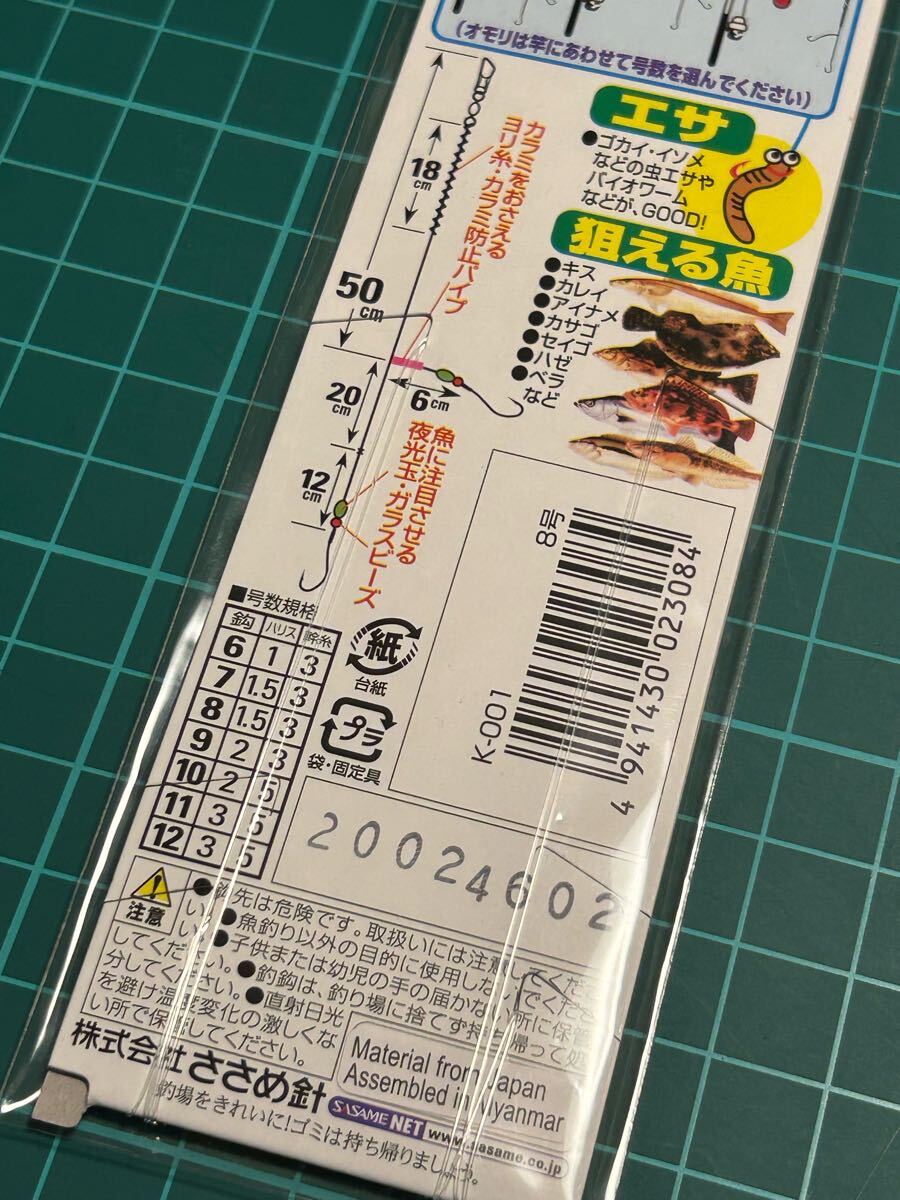 (オモリは竿にあわせて号数を選んでください)
エサ
●ゴカイ・イソメ
などの虫エサや
バイオワーム
などが、GOOD!
狙える魚
●キス
●カレイ
●アイナメ
●カサゴ
●セイゴ
●ハゼ
●ベラ
など
カラミをおさえる
ヨリ糸・カラミ防止パイプ
18cm
50cm
6cm
20cm
12cm
魚に注目させる
夜光玉・ガラスビーズ
■号数規格
鈎 ハリス 幹糸
6 1 3
7 1.5 3
8 1.5 3
9 2 3
10 2 5
11 3 5
12 3 5
紙
台紙
プラ
袋・固定具
8号
K-001
4 941430 023084
20024602
注意
●鈎先は危険です。取扱いには注意してくださ
い。●魚釣り以外の目的に使用しないでくださ
い。●子供または幼児の手の届かない所に保管
してください。●釣鈎は、釣り場に捨てず持ち帰って処
分してください。●直射日光
を避け温度変化の激しくな
い所で保管してください。
Material from Japan
Assembled in Myanmar
株式会社ささめ針
SASAME NET www.sasame.co.jp
釣場をきれいに!ゴミは持ち帰りましょう。